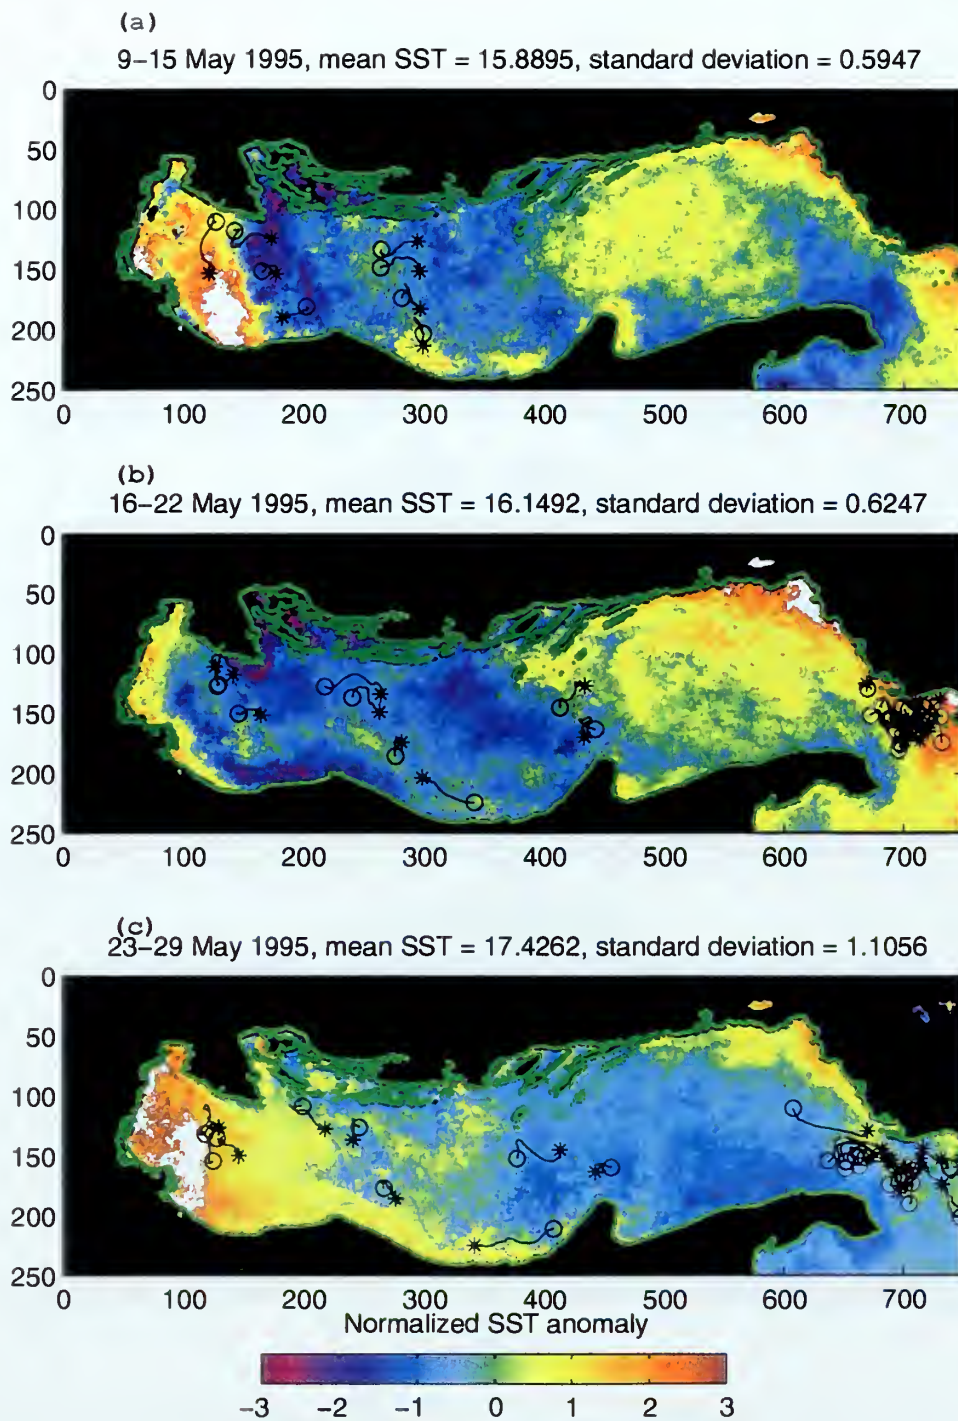 (a)
9–15 May 1995, mean SST = 15.8895, standard deviation = 0.5947
0
50
100
150
200
250
0 100 200 300 400 500 600 700
(b)
16–22 May 1995, mean SST = 16.1492, standard deviation = 0.6247
0
50
100
150
200
250
0 100 200 300 400 500 600 700
(c)
23–29 May 1995, mean SST = 17.4262, standard deviation = 1.1056
0
50
100
150
200
250
0 100 200 300 400 500 600 700
Normalized SST anomaly
−3 −2 −1 0 1 2 3